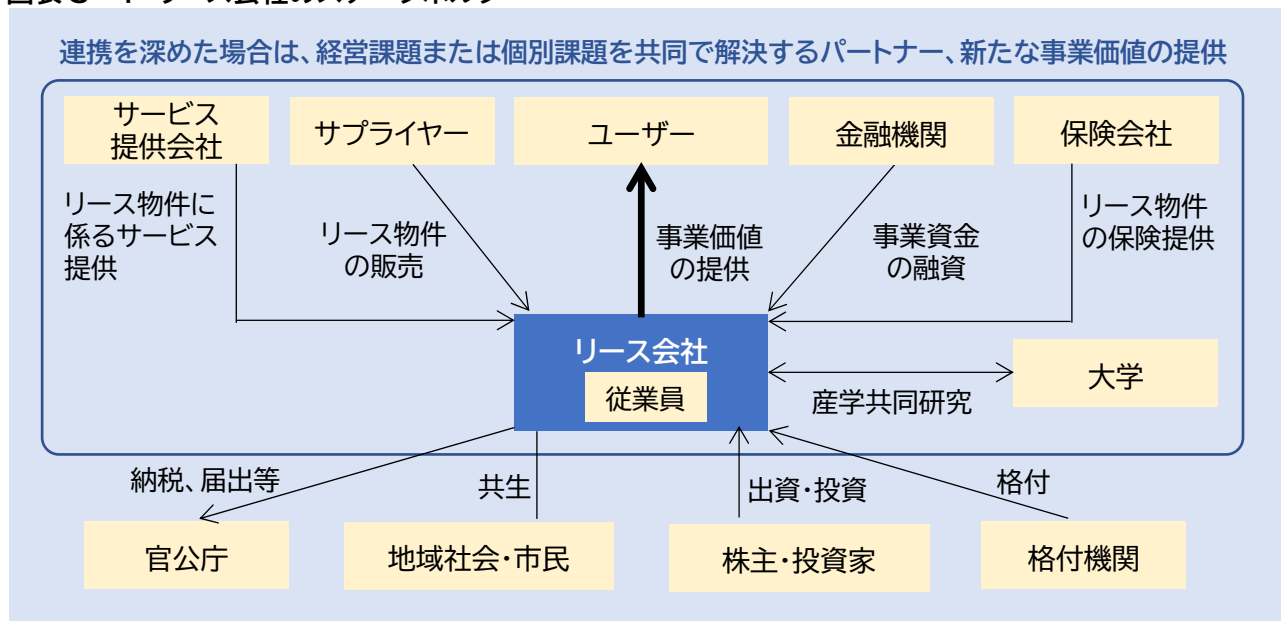 連携を深めた場合は、経営課題または個別課題を共同で解決するパートナー、新たな事業価値の提供
サービス
提供会社
サプライヤー
ユーザー
金融機関
保険会社
リース物件に
係るサービス
提供
リース物件
の販売
事業価値
の提供
事業資金
の融資
リース物件
の保険提供
リース会社
従業員
大学
産学共同研究
納税、届出等
共生
出資・投資
格付
官公庁
地域社会・市民
株主・投資家
格付機関